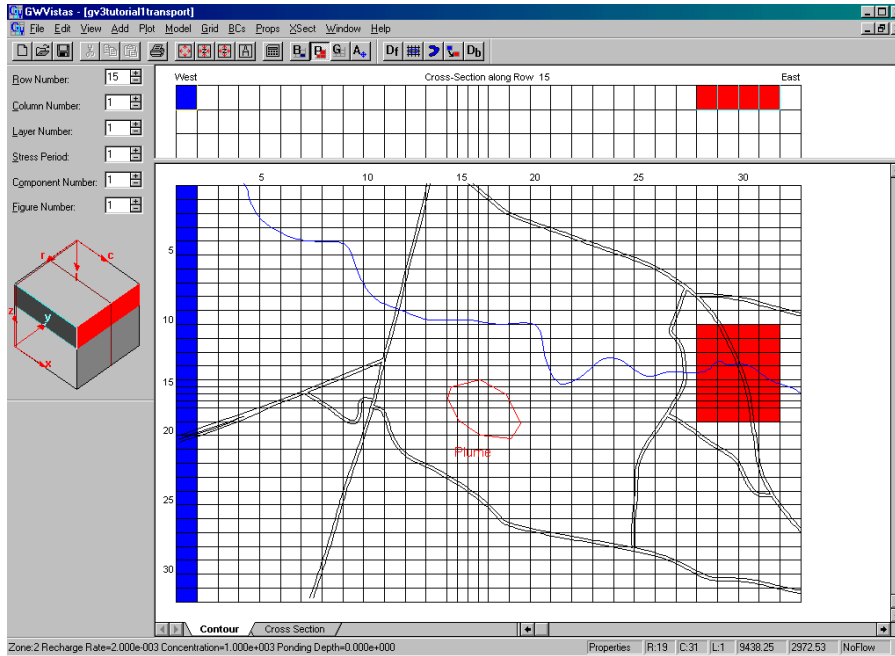 GWVistas - [gv3tutorial1transport]
File Edit View Add Plot Model Grid BCs Props XSect Window Help
B P G A Df Db
Row Number: 15
Column Number: 1
Layer Number: 1
Stress Period: 1
Component Number: 1
Figure Number: 1
West Cross-Section along Row 15 East
5 10 15 20 25 30
5
10
15
20
25
30
Plume
r c
l
z y
x
Contour Cross Section
Zone:2 Recharge Rate=2.000e-003 Concentration=1.000e+003 Ponding Depth=0.000e+000 Properties R:19 C:31 L:1 9438.25 2972.53 NoFlow